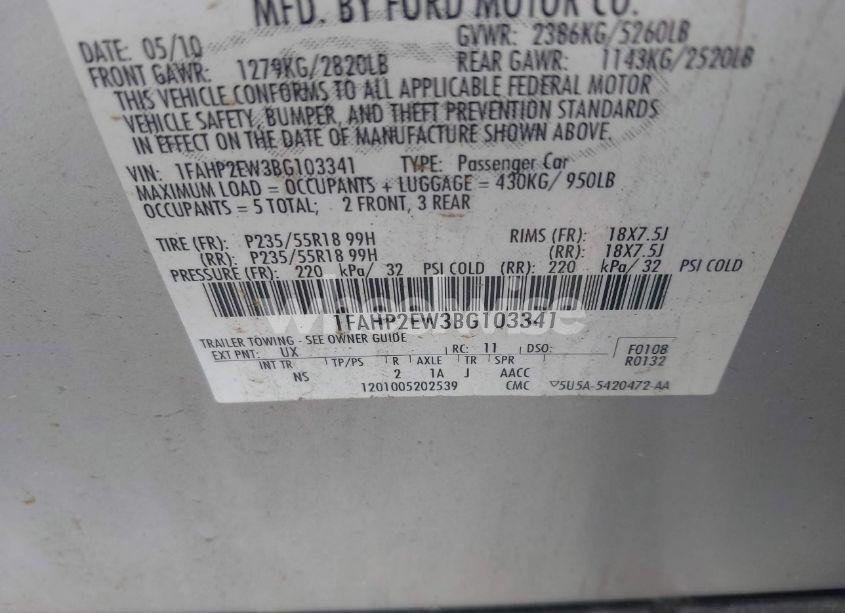 MFD. BY FORD MOTOR CO.
DATE: 05/10 GVWR: 2386KG/5260LB
FRONT GAWR: 1279KG/2820LB REAR GAWR: 1143KG/2520LB
THIS VEHICLE CONFORMS TO ALL APPLICABLE FEDERAL MOTOR
VEHICLE SAFETY, BUMPER, AND THEFT PREVENTION STANDARDS
IN EFFECT ON THE DATE OF MANUFACTURE SHOWN ABOVE.
VIN: 1FAHP2EW3BG103341 TYPE: Passenger Car
MAXIMUM LOAD = OCCUPANTS + LUGGAGE = 430KG/ 950LB
OCCUPANTS = 5 TOTAL; 2 FRONT, 3 REAR
TIRE (FR): P235/55R18 99H RIMS (FR): 18X7.5J
(RR): P235/55R18 99H (RR): 18X7.5J
PRESSURE (FR): 220 kPa/ 32 PSI COLD (RR): 220 kPa/ 32 PSI COLD
1FAHP2EW3BG103341
TRAILER TOWING - SEE OWNER GUIDE
EXT PNT: UX RC: 11 DSO: F0108
INT TR TP/PS R AXLE TR SPR R0132
NS 2 1A J AACC
1201005202539 CMC 5U5A-5420472-AA